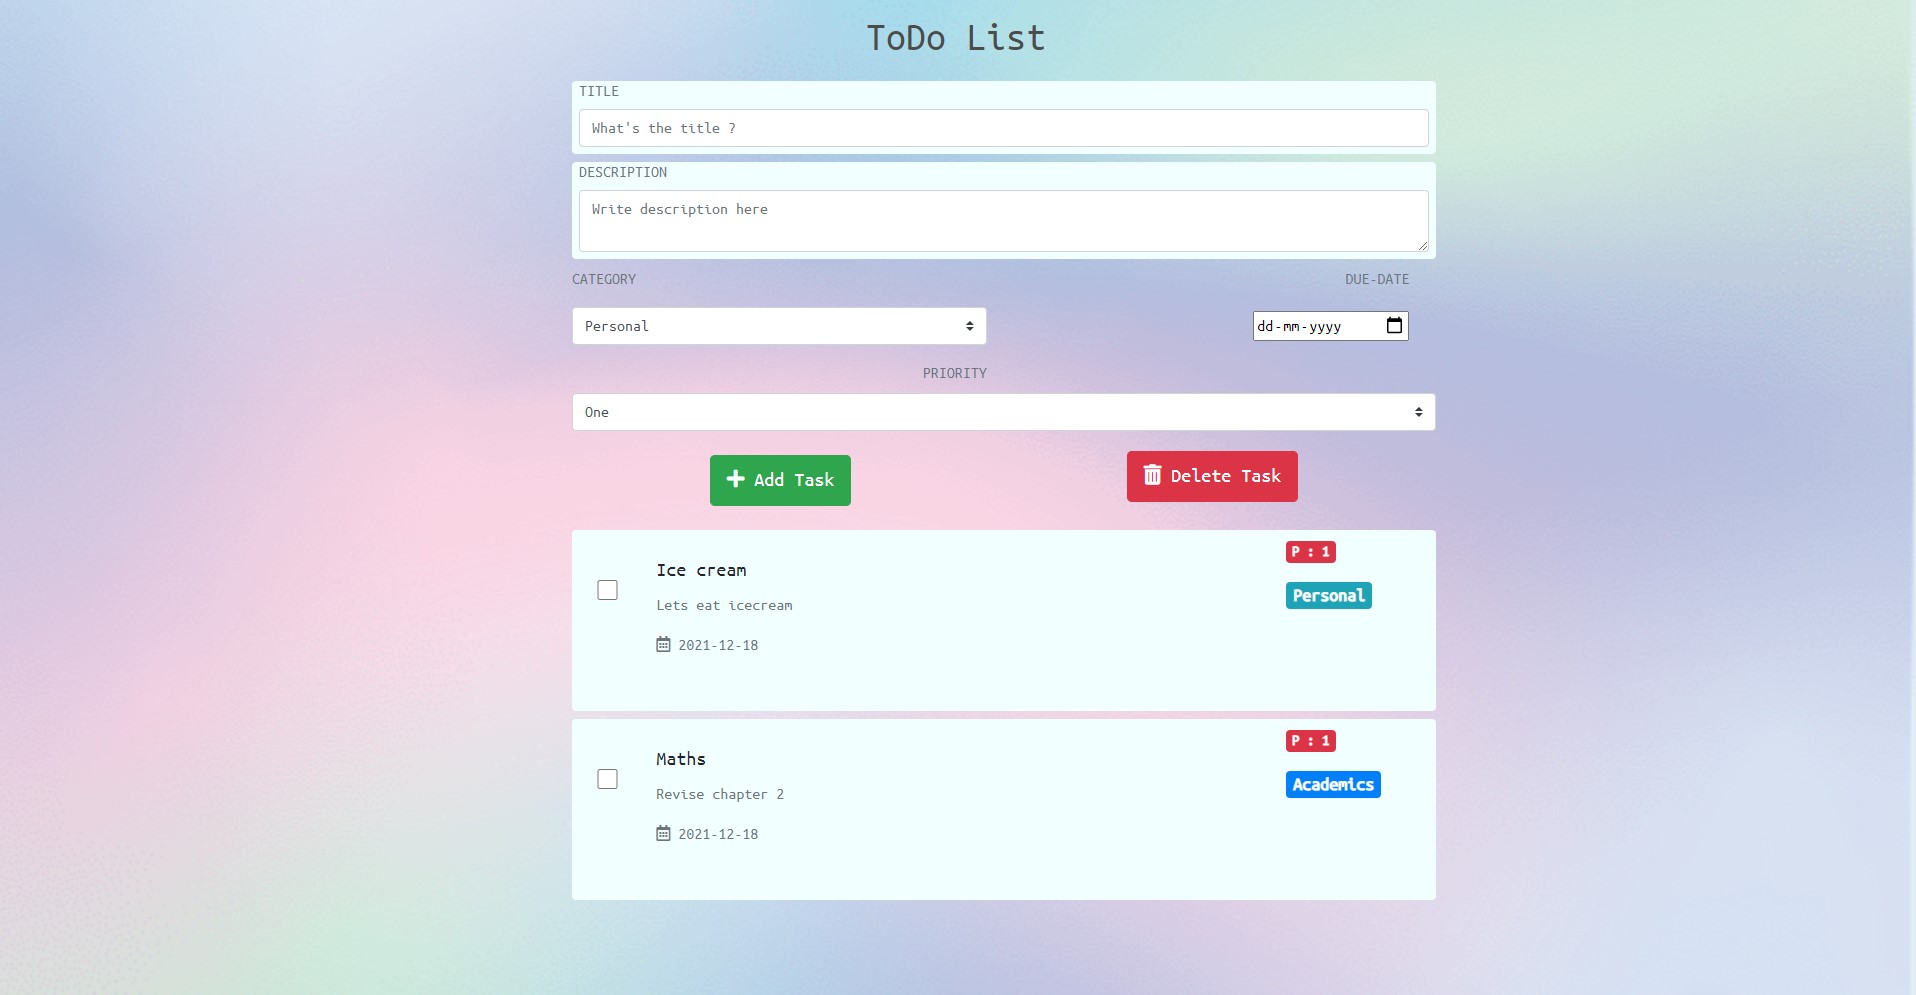 ToDo List
TITLE
What's the title ?
DESCRIPTION
Write description here
CATEGORY DUE-DATE
Personal dd-mm-yyyy
PRIORITY
One
Add Task Delete Task
P : 1
Ice cream
Personal
Lets eat icecream
2021-12-18
P : 1
Maths
Academics
Revise chapter 2
2021-12-18